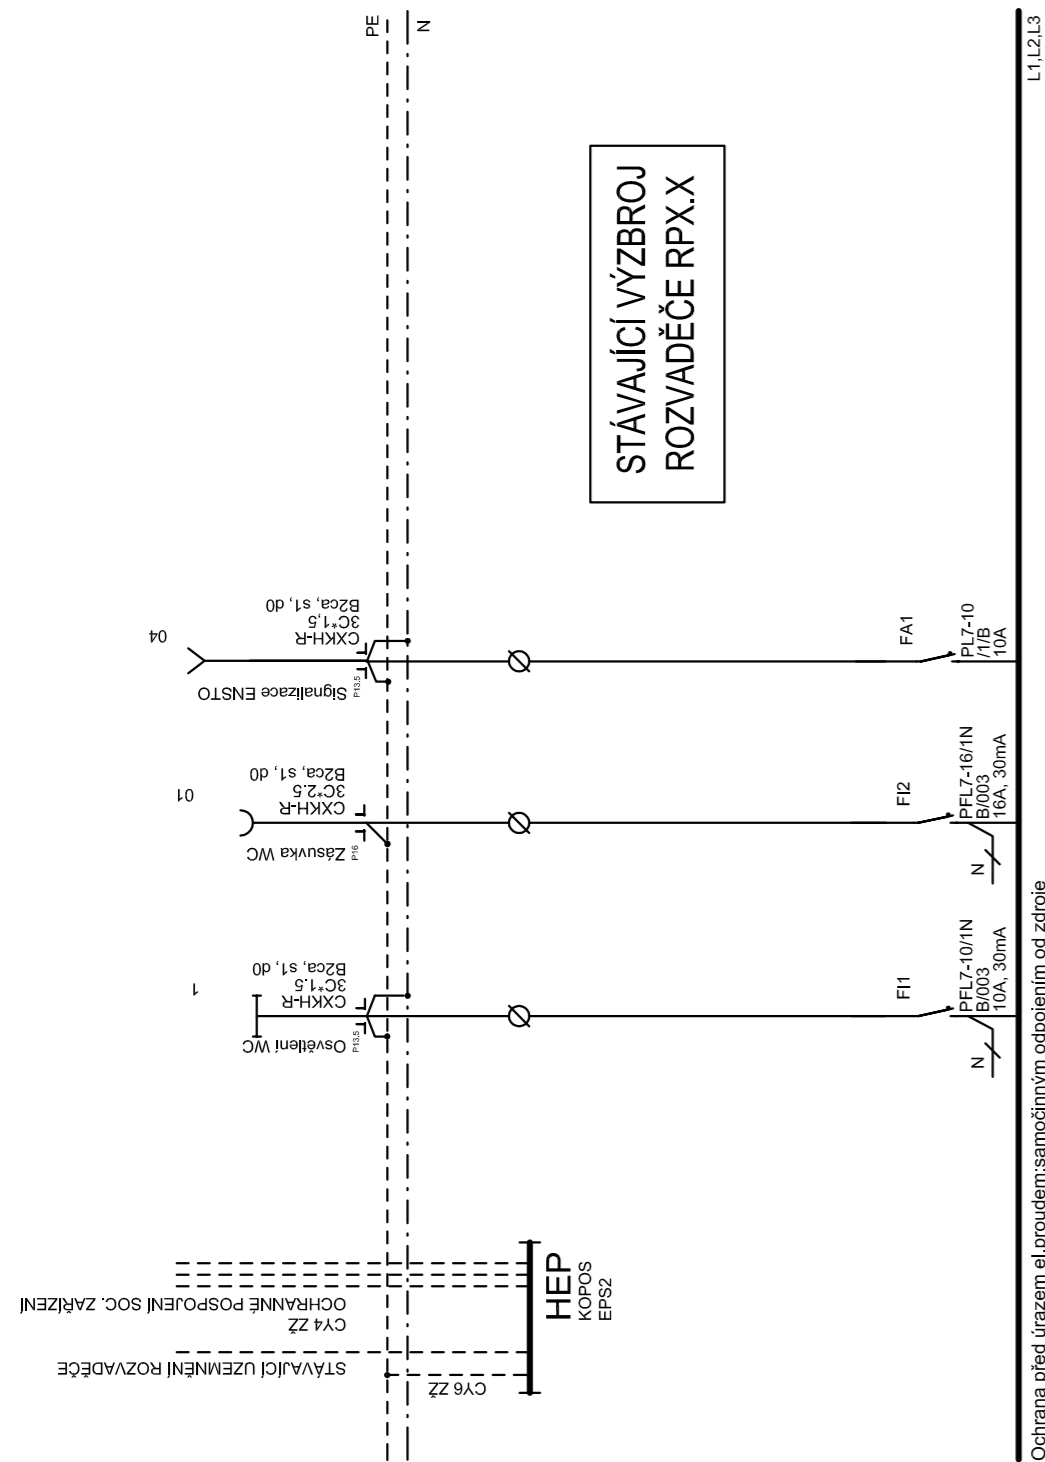 PE
N
L1,L2,L3
STÁVAJÍCÍ VÝZBROJ
ROZVADĚČE RPX.X
04
Signalizace ENSTO
CXKH-R
3C*1,5
B2ca, s1, d0
P13.5
FA1
PL7-10
/1/B
10A
01
Zásuvka WC
CXKH-R
3C*2.5
B2ca, s1, d0
P16
FI2
PFL7-16/1N
B/003
16A, 30mA
N
1
Osvětlení WC
CXKH-R
3C*1.5
B2ca, s1, d0
P13.5
FI1
PFL7-10/1N
B/003
10A, 30mA
N
OCHRANNÉ POSPOJENÍ SOC. ZAŘÍZENÍ
CY4 ZŽ
STÁVAJÍCÍ UZEMNĚNÍ ROZVADĚČE
CY6 ZŽ
HEP
KOPOS
EPS2
Ochrana před úrazem el.proudem:samočinným odpojením od zdroje